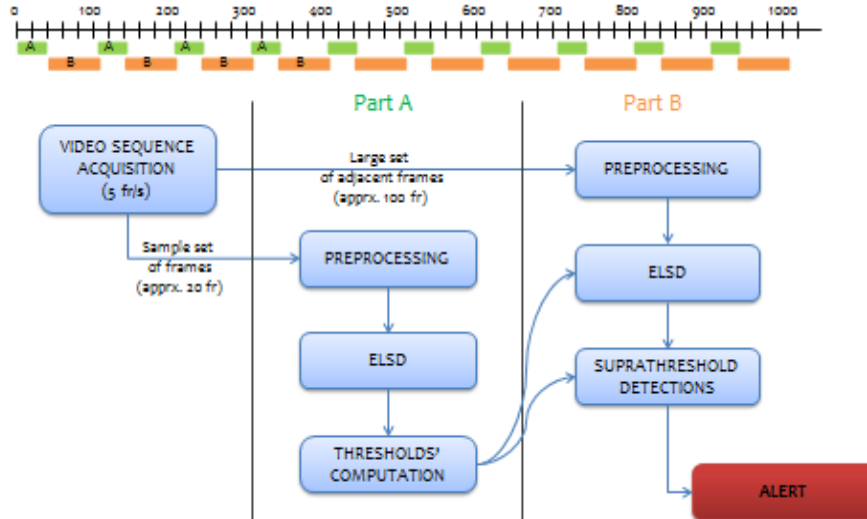 0 100 200 300 400 500 600 700 800 900 1000
A A A A
B B B B
Part A Part B
VIDEO SEQUENCE
ACQUISITION
(5 fr/s)
Large set
of adjacent frames
(apprx. 100 fr)
PREPROCESSING
Sample set
of frames
(apprx. 20 fr)
PREPROCESSING
ELSD
ELSD
SUPRATHRESHOLD
DETECTIONS
THRESHOLDS'
COMPUTATION
ALERT